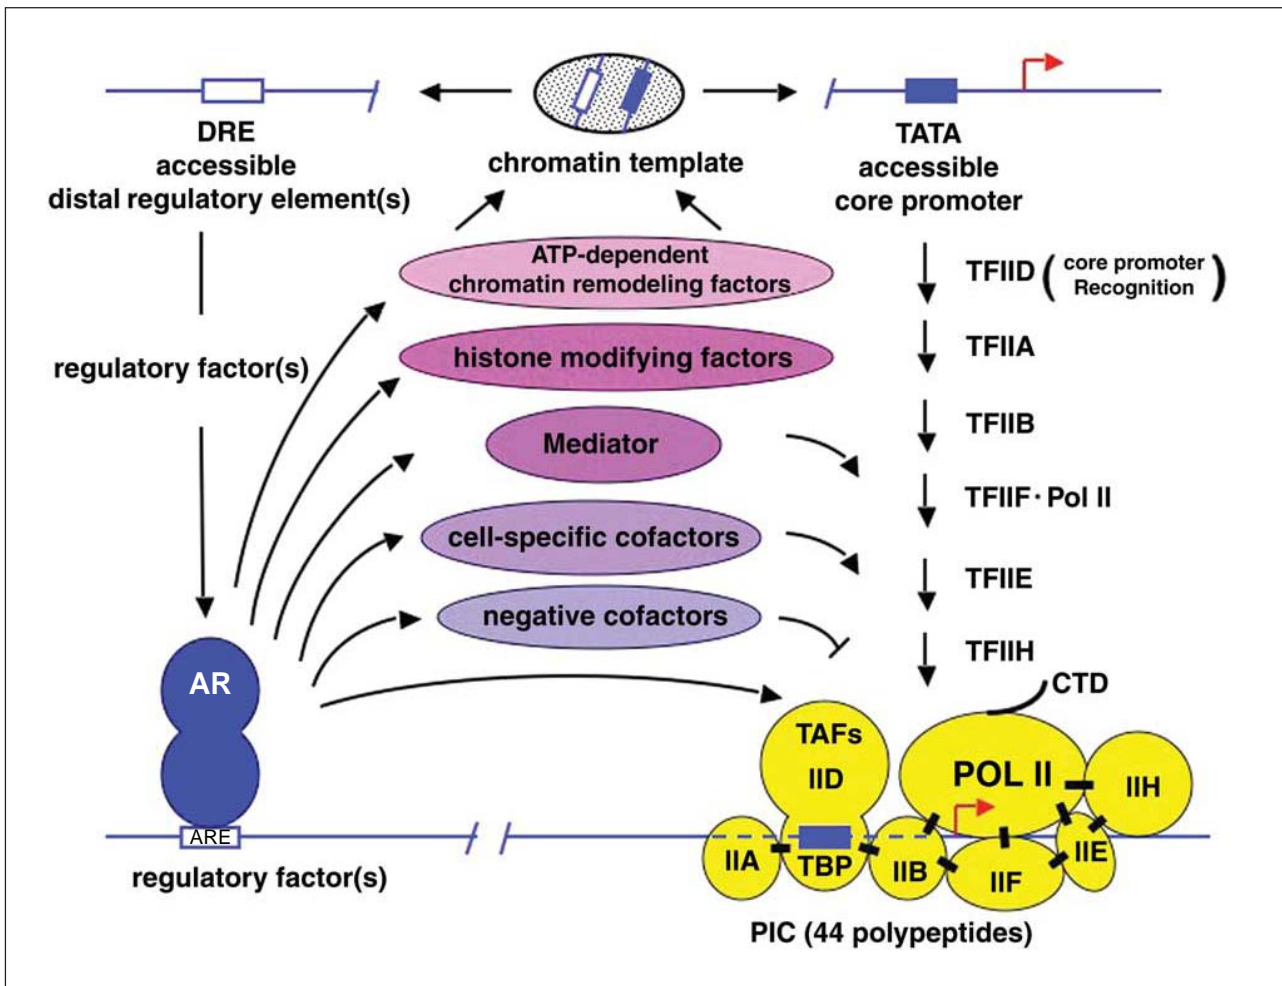 DRE
accessible
distal regulatory element(s)
chromatin template
TATA
accessible
core promoter
regulatory factor(s)
ATP-dependent
chromatin remodeling factors
histone modifying factors
Mediator
cell-specific cofactors
negative cofactors
TFIID (core promoter
Recognition)
TFIIA
TFIIB
TFIIF · Pol II
TFIIE
TFIIH
CTD
AR
ARE
regulatory factor(s)
TAFs
IID
POL II
IIH
IIA
TBP
IIB
IIF
IIE
PIC (44 polypeptides)